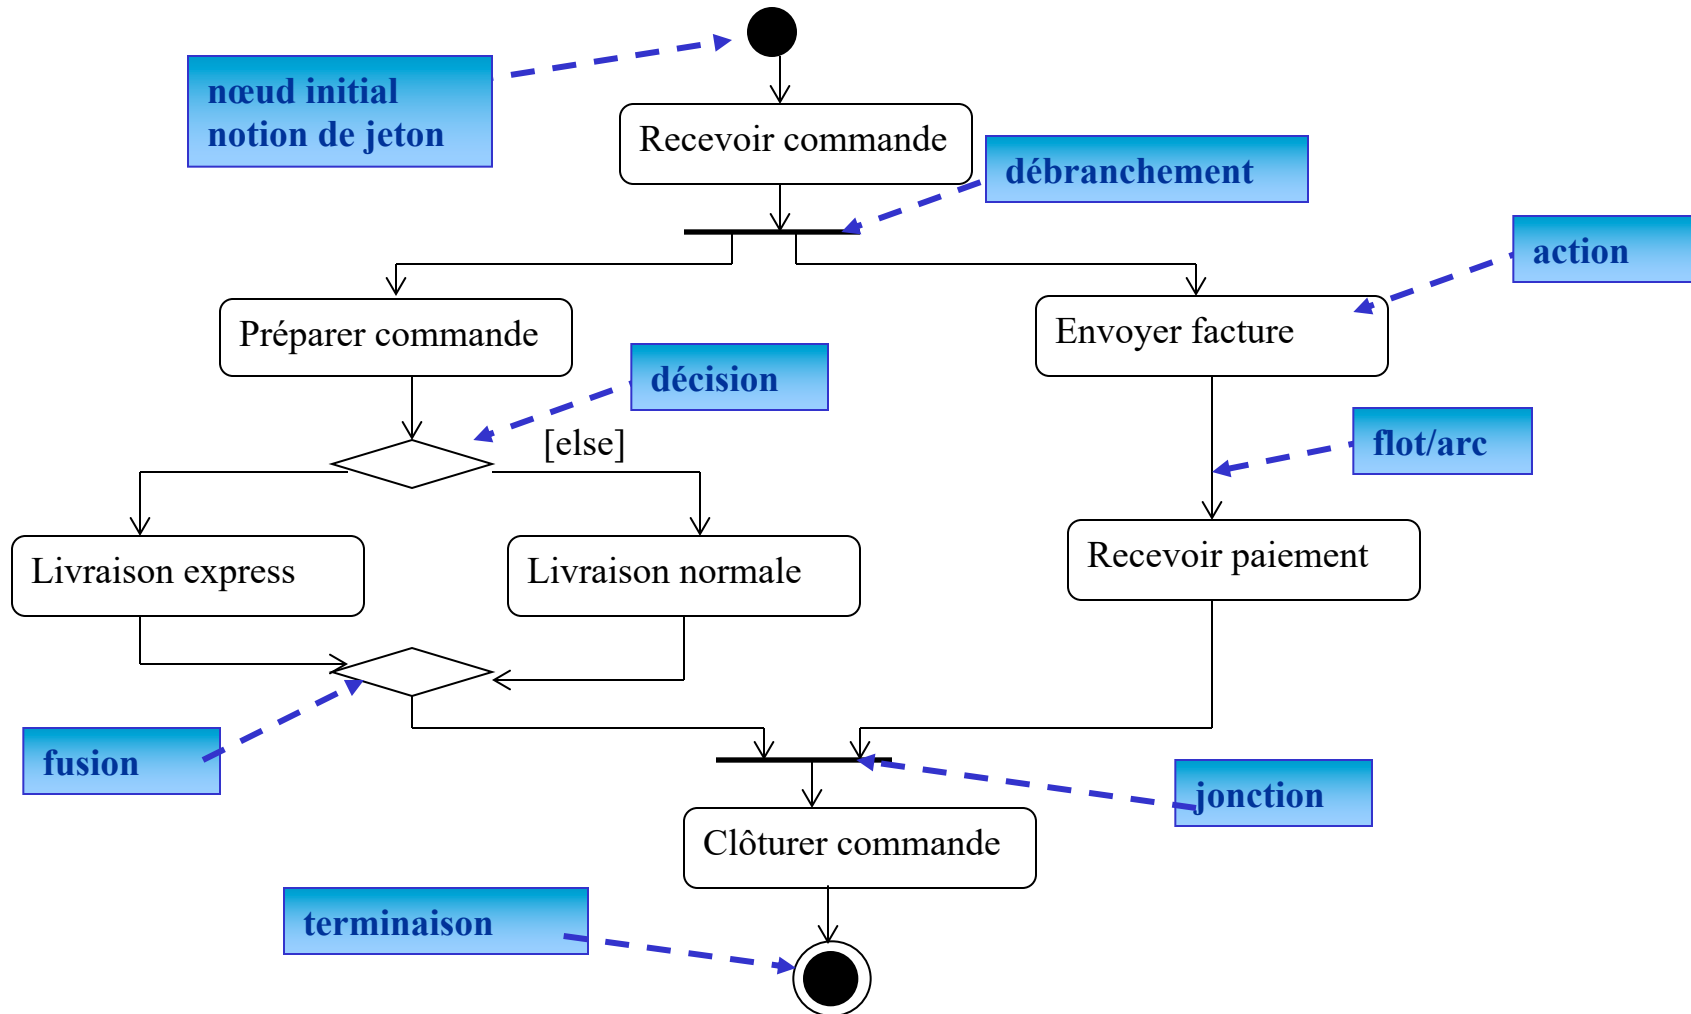 nœud initial
notion de jeton
Recevoir commande
débranchement
action
Préparer commande
Envoyer facture
décision
[else]
flot/arc
Livraison express
Livraison normale
Recevoir paiement
fusion
jonction
Clôturer commande
terminaison